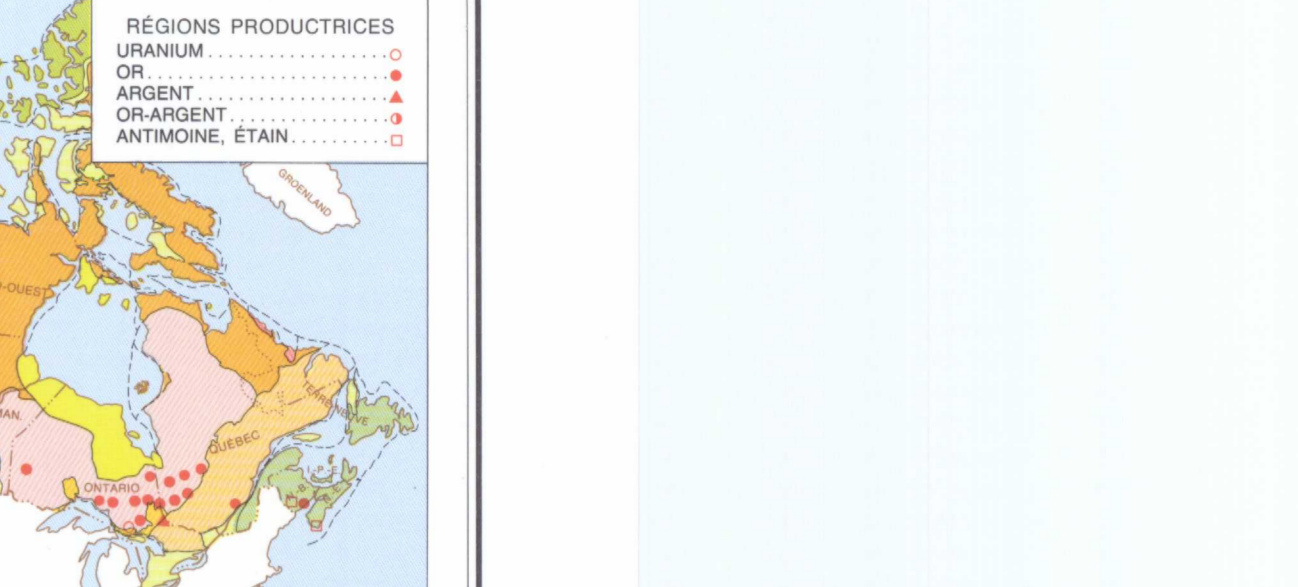 RÉGIONS PRODUCTRICES
URANIUM....................
OR..........................
ARGENT....................
OR-ARGENT................
ANTIMOINE, ÉTAIN..........
GROENLAND
-OUEST
TERRE-NEUVE
MAN.
QUÉBEC
Î.-P.-É.
ONTARIO
N.-B.
N.-É.